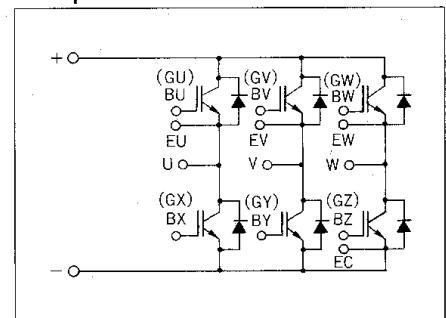 +
(GU) (GV) (GW)
BU BV BW
EU EV EW
U V W
(GX) (GY) (GZ)
BX BY BZ
EC
−